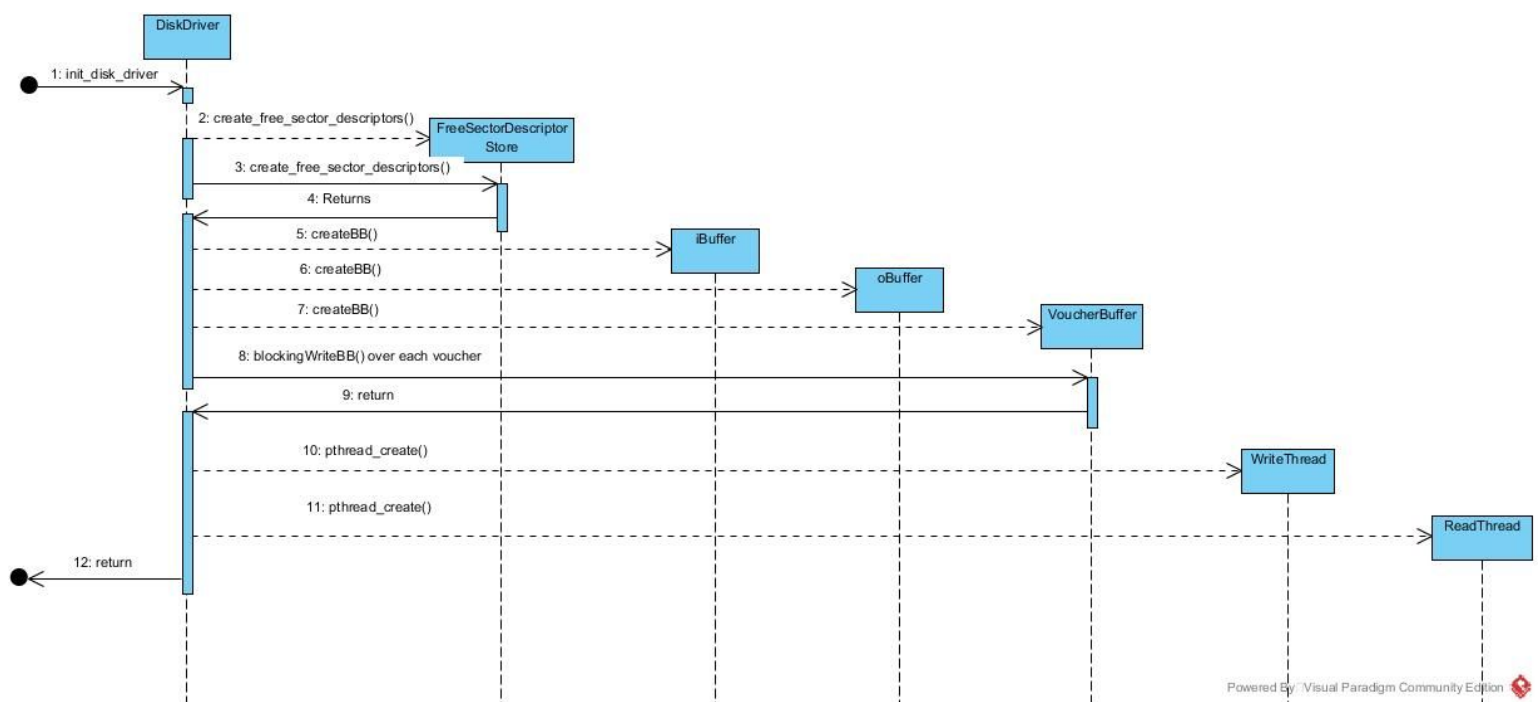 DiskDriver
1: init_disk_driver
2: create_free_sector_descriptors()
FreeSectorDescriptor
Store
3: create_free_sector_descriptors()
4: Returns
5: createBB()
iBuffer
6: createBB()
oBuffer
7: createBB()
VoucherBuffer
8: blockingWriteBB() over each voucher
9: return
10: pthread_create()
WriteThread
11: pthread_create()
ReadThread
12: return
Powered By Visual Paradigm Community Edition